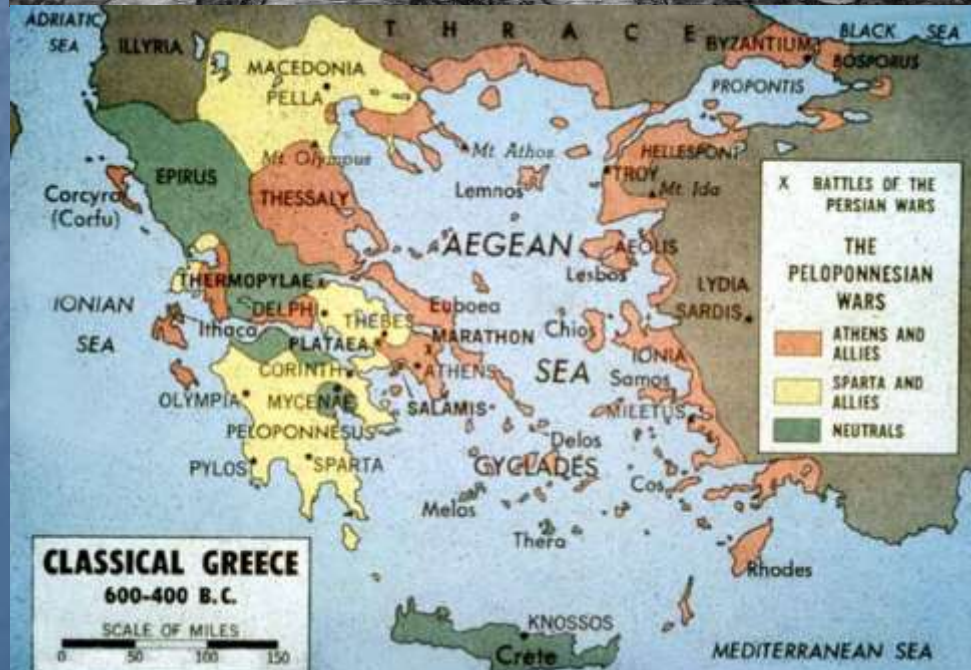 ADRIATIC
SEA
ILLYRIA
T H R A C E
BYZANTIUM
BLACK SEA
BOSPORUS
MACEDONIA
PELLA
PROPONTIS
Mt. Olympus
Mt. Athos
HELLESPONT
EPIRUS
THESSALY
Lemnos
TROY
Mt. Ida
Corcyra
(Corfu)
AEGEAN
SEA
AEOLIS
Lesbos
LYDIA
SARDIS
THERMOPYLAE
IONIAN
SEA
DELPHI
Euboea
Ithaca
THEBES
MARATHON
Chios
PLATAEA
IONIA
CORINTH
ATHENS
OLYMPIA
MYCENAE
SALAMIS
Samos
MILETUS
PELOPONNESUS
Delos
CYCLADES
PYLOS
SPARTA
Cos
Melos
Thera
Rhodes
KNOSSOS
Crete
MEDITERRANEAN SEA
X BATTLES OF THE
PERSIAN WARS
THE
PELOPONNESIAN
WARS
ATHENS AND
ALLIES
SPARTA AND
ALLIES
NEUTRALS
CLASSICAL GREECE
600-400 B.C.
SCALE OF MILES
0 50 100 150